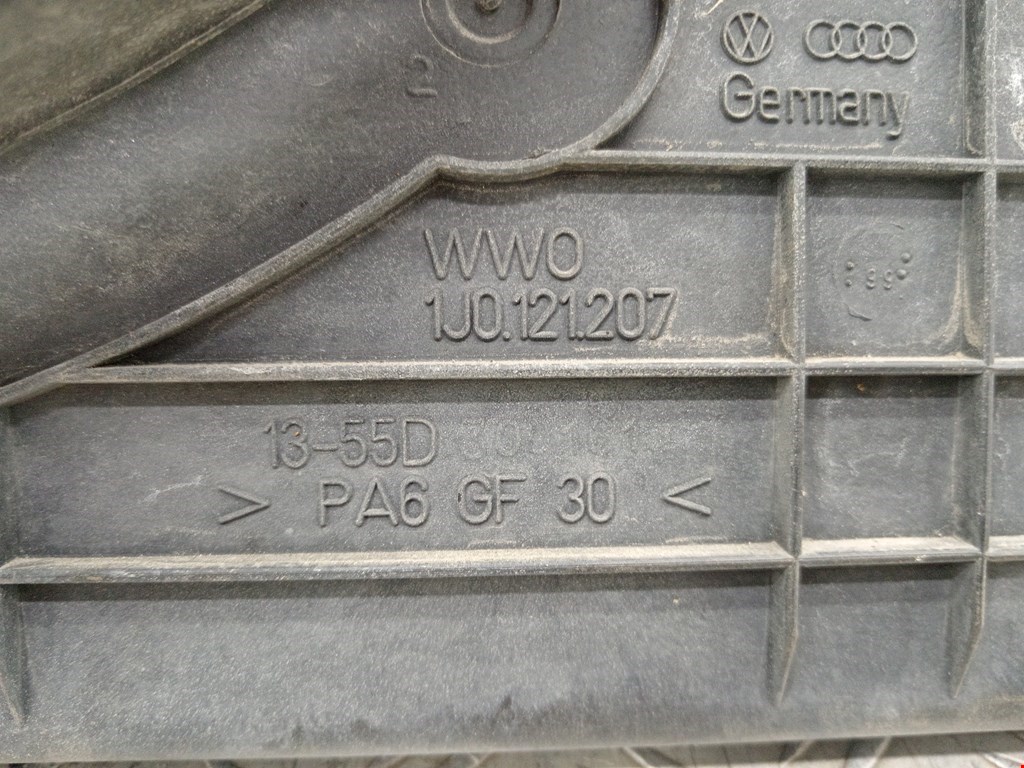 2
Germany
WWO
1J0.121.207
13-55D
> PA6 GF 30 <